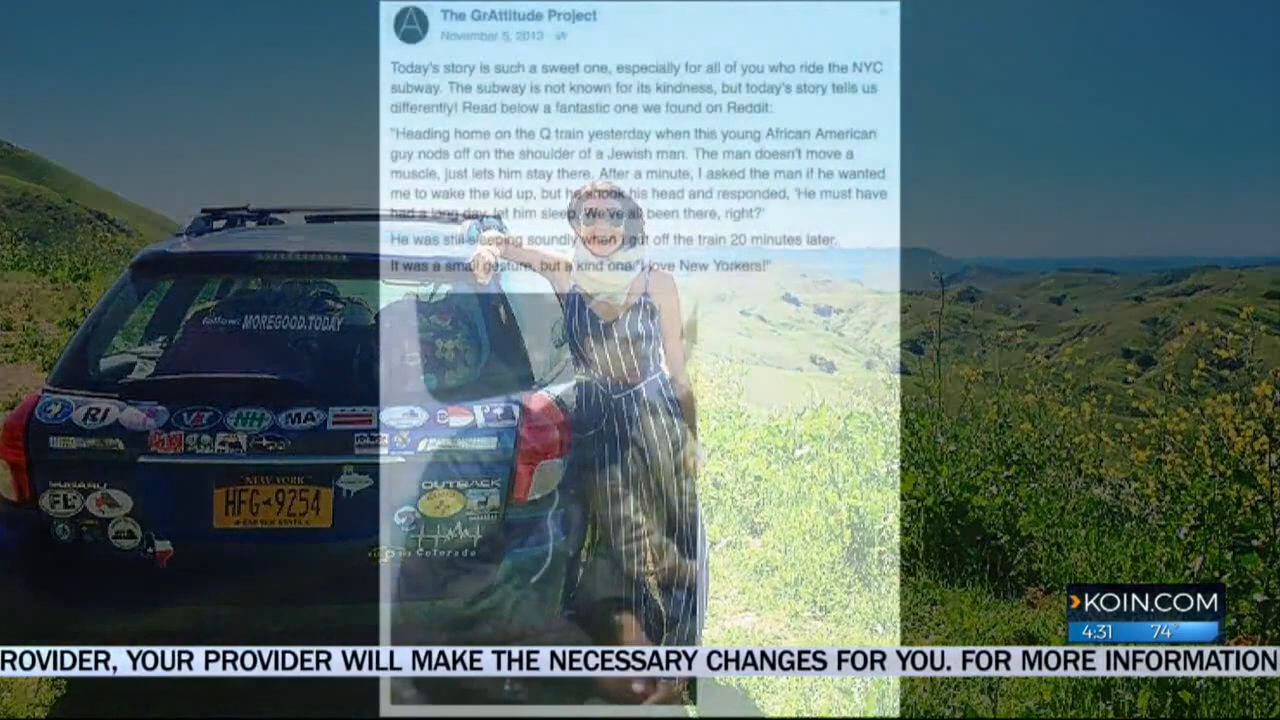 The GrAttitude Project
November 5, 2013
Today's story is such a sweet one, especially for all of you who ride the NYC
subway. The subway is not known for its kindness, but today's story tells us
differently! Read below a fantastic one we found on Reddit:
"Heading home on the Q train yesterday when this young African American
guy nods off on the shoulder of a Jewish man. The man doesn't move a
muscle, just lets him stay there. After a minute, I asked the man if he wanted
me to wake the kid up, but he shook his head and responded, 'He must have
had a long day, let him sleep. We've all been there, right?'
He was still sleeping soundly when I got off the train 20 minutes later.
It was a small gesture, but a kind one. I love New Yorkers!"
follow: MOREGOOD.TODAY
RI
VT
NH
MA
SUBARU
OUTBACK
NEW YORK
HFG-9254
FL
Colorado
KOIN.COM
4:31 74°
ROVIDER, YOUR PROVIDER WILL MAKE THE NECESSARY CHANGES FOR YOU. FOR MORE INFORMATION